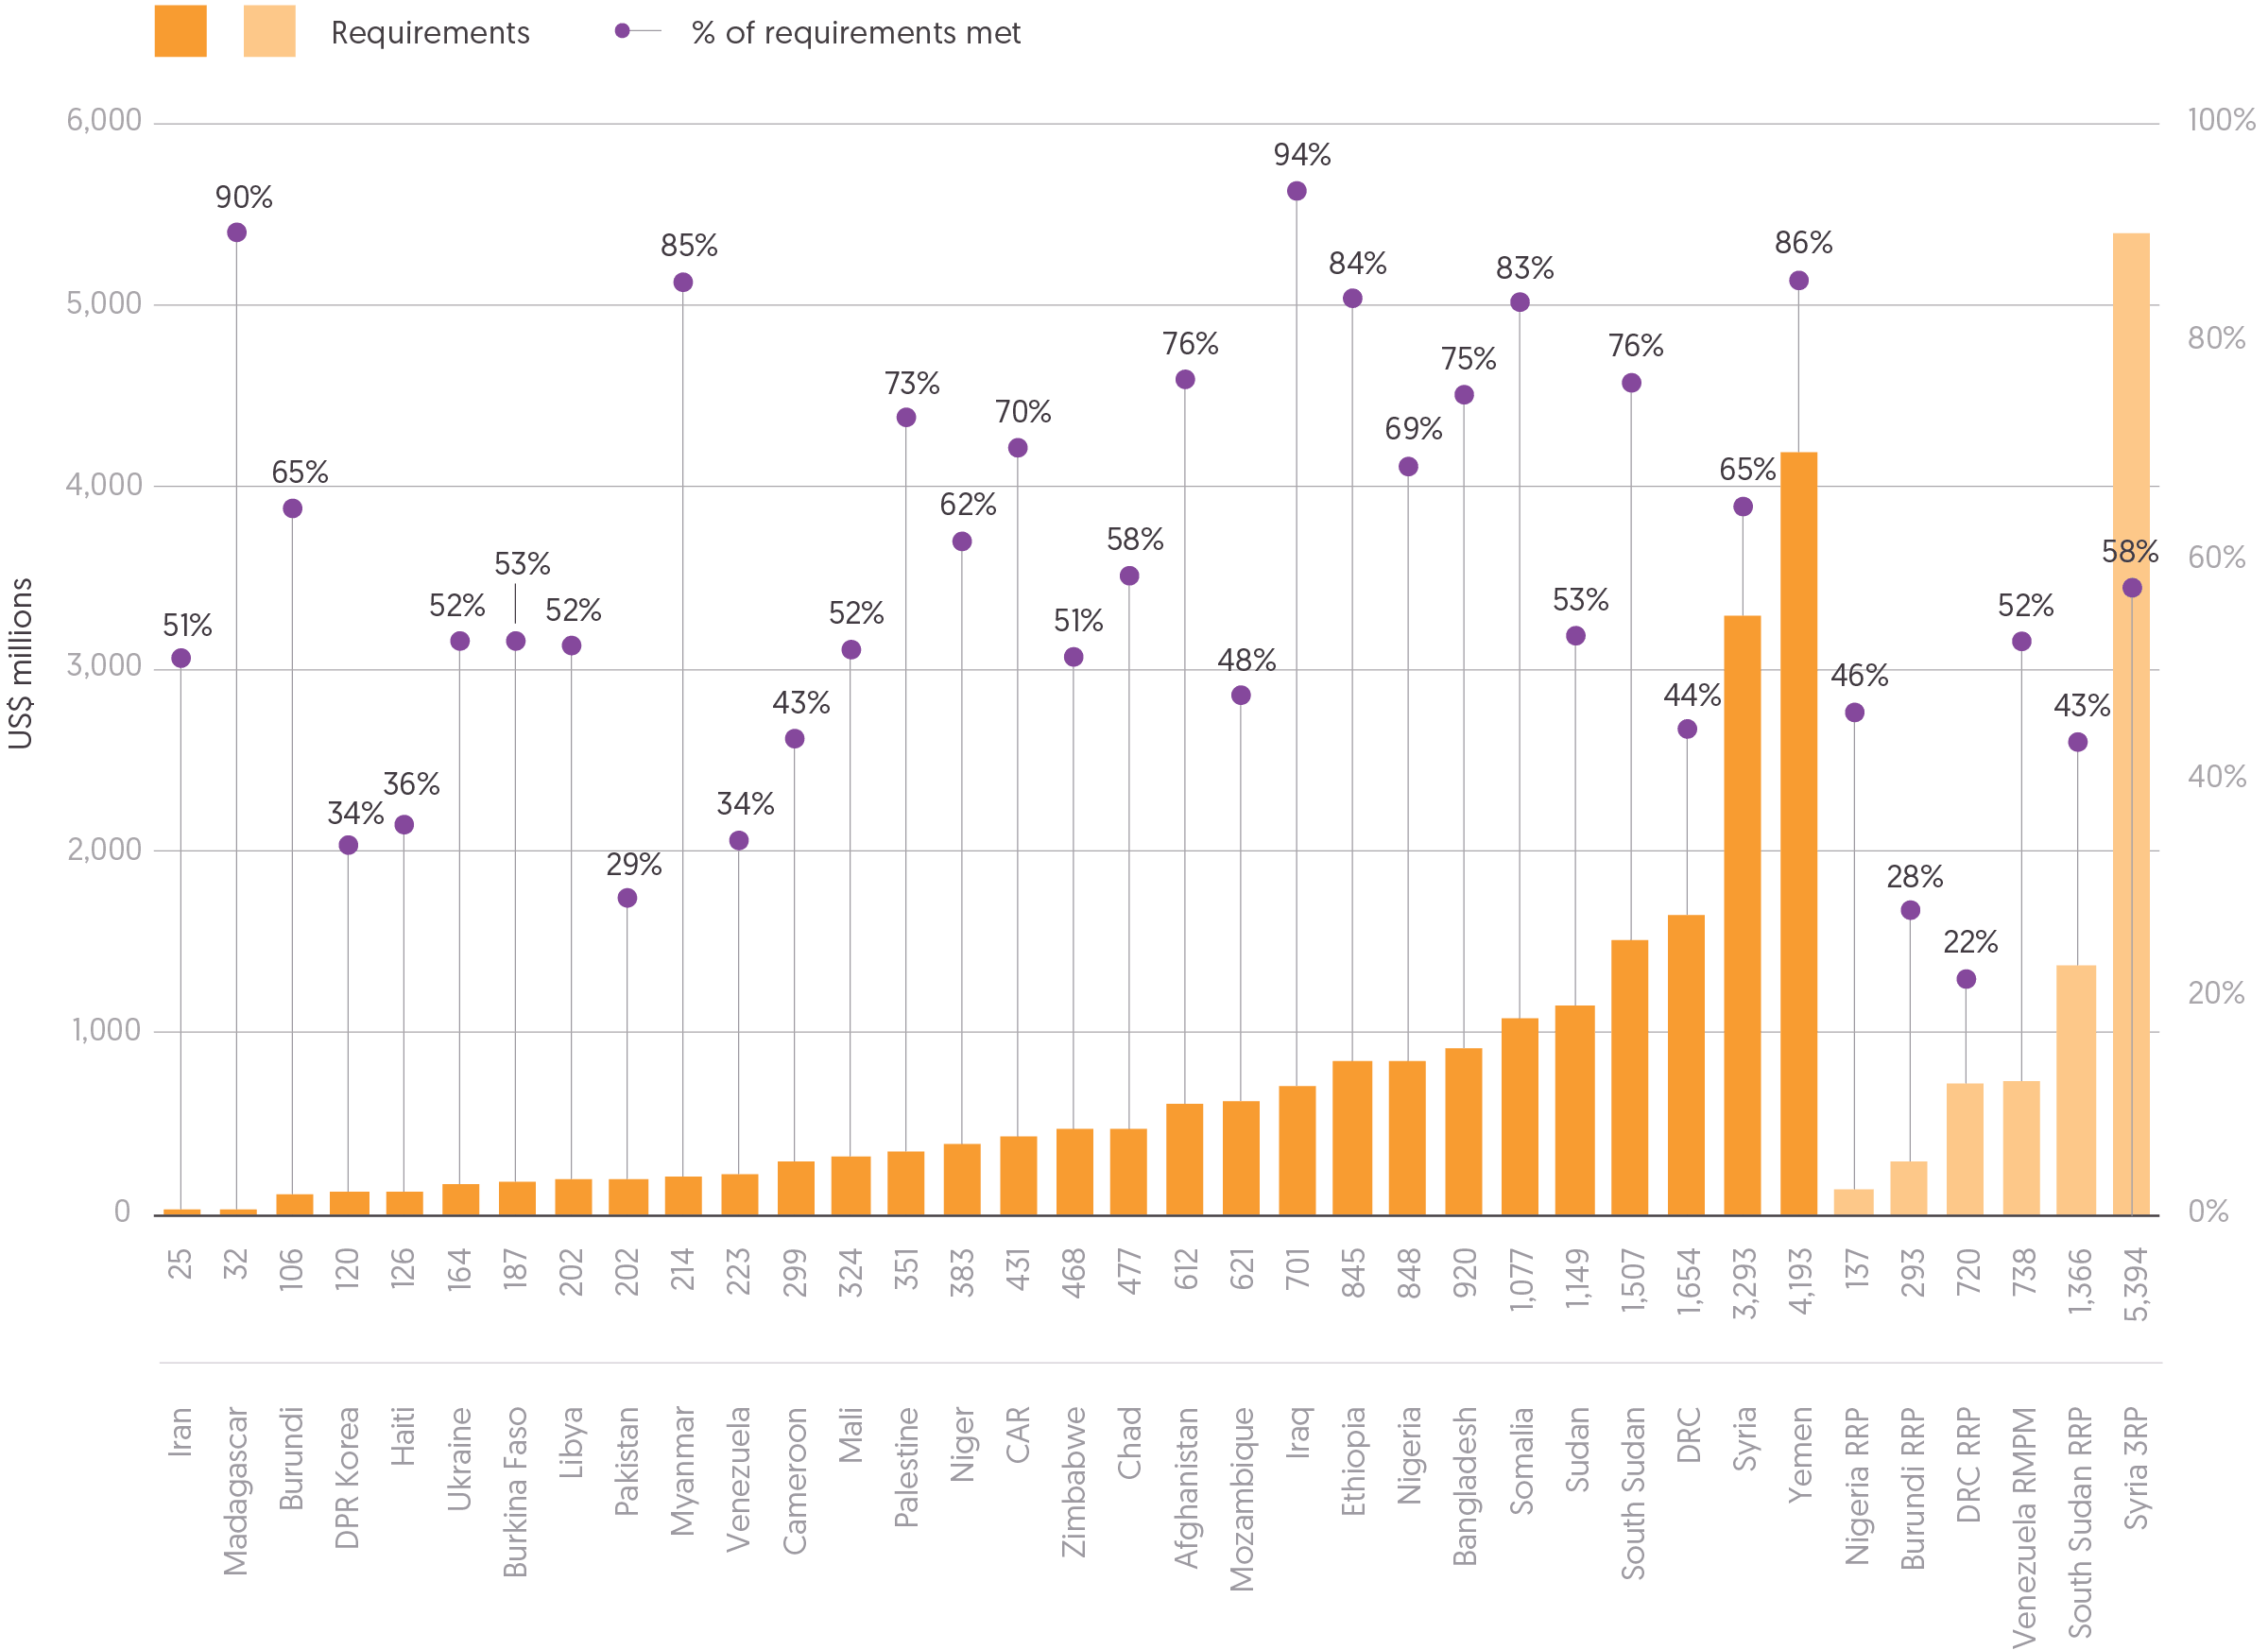 Requirements
% of requirements met
6,000
5,000
4,000
3,000
2,000
1,000
0
US$ millions
100%
80%
60%
40%
20%
0%
51%
90%
65%
34%
36%
52%
53%
52%
29%
85%
34%
43%
52%
73%
62%
70%
51%
58%
76%
48%
94%
84%
69%
75%
83%
53%
76%
44%
65%
86%
46%
28%
22%
52%
43%
58%
25
32
106
120
126
164
187
202
202
214
223
299
324
351
383
431
468
477
612
621
701
845
848
920
1,077
1,149
1,507
1,654
3,293
4,193
137
293
720
738
1,366
5,394
Iran
Madagascar
Burundi
DPR Korea
Haiti
Ukraine
Burkina Faso
Libya
Pakistan
Myanmar
Venezuela
Cameroon
Mali
Palestine
Niger
CAR
Zimbabwe
Chad
Afghanistan
Mozambique
Iraq
Ethiopia
Nigeria
Bangladesh
Somalia
Sudan
South Sudan
DRC
Syria
Yemen
Nigeria RRP
Burundi RRP
DRC RRP
Venezuela RMPM
South Sudan RRP
Syria 3RP